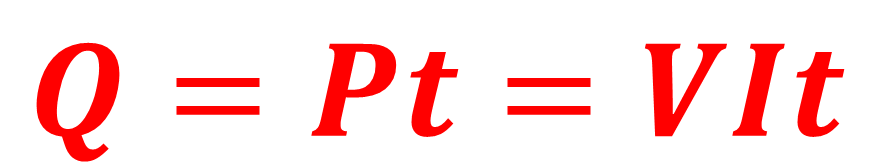 Q = Pt = VIt